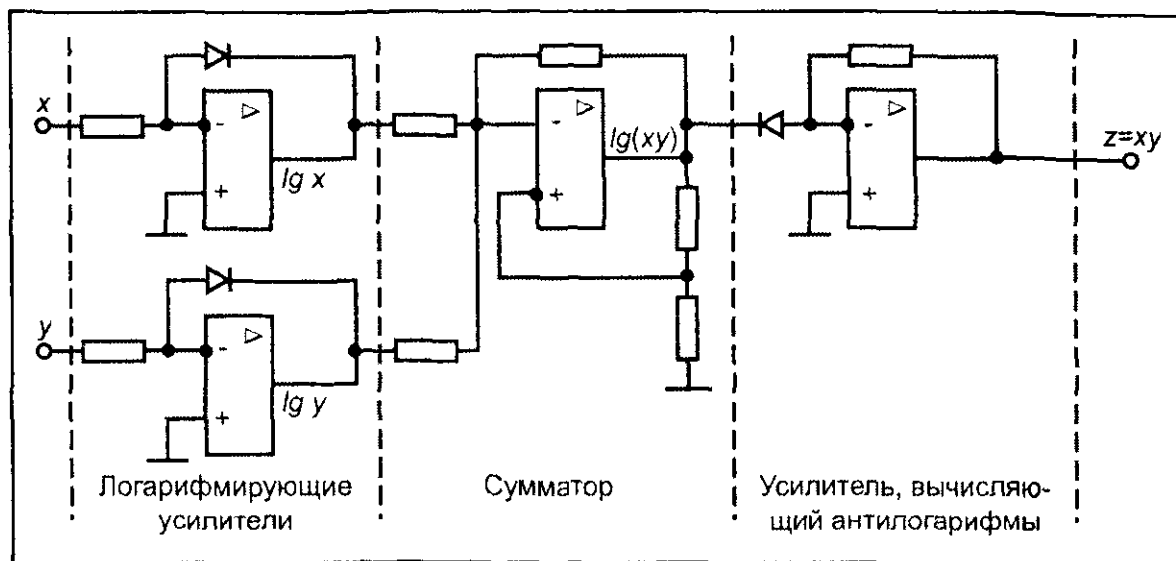 x
-
+
lg x
y
-
+
lg y
-
+
lg(xy)
-
+
z=xy
Логарифмирующие
усилители
Сумматор
Усилитель, вычисляю-
щий антилогарифмы